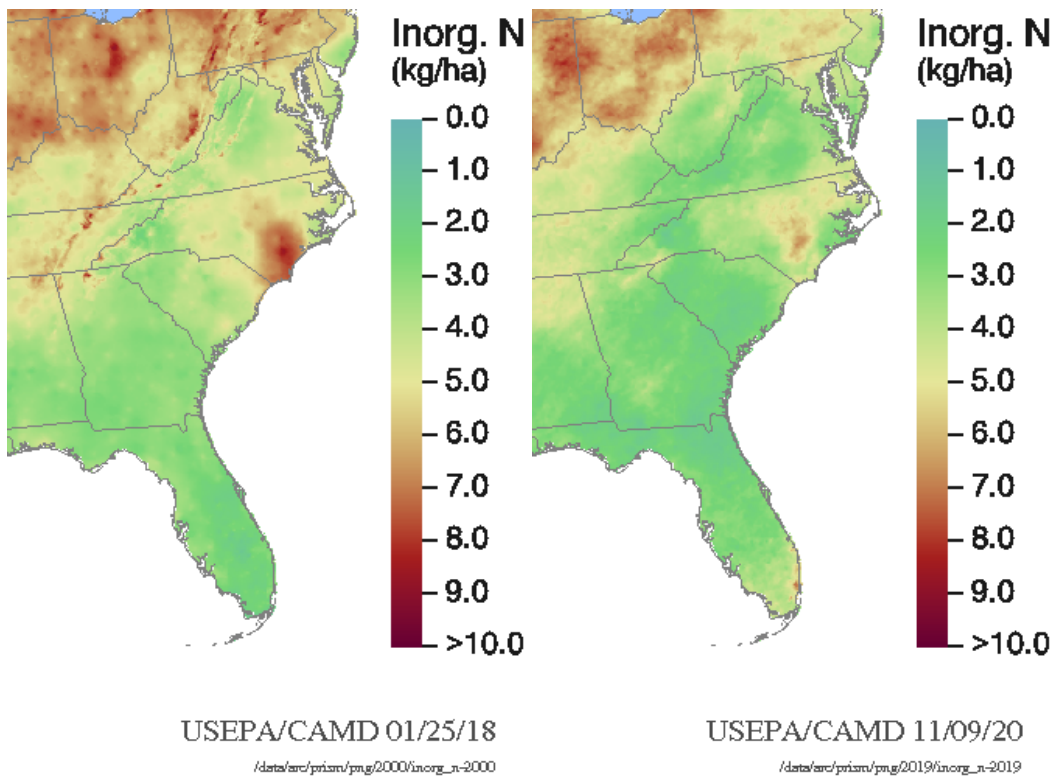 Inorg. N
(kg/ha)
0.0
1.0
2.0
3.0
4.0
5.0
6.0
7.0
8.0
9.0
>10.0
USEPA/CAMD 01/25/18
/data/arc/prism/png/2000/inorg_n-2000
Inorg. N
(kg/ha)
0.0
1.0
2.0
3.0
4.0
5.0
6.0
7.0
8.0
9.0
>10.0
USEPA/CAMD 11/09/20
/data/arc/prism/png/2019/inorg_n-2019